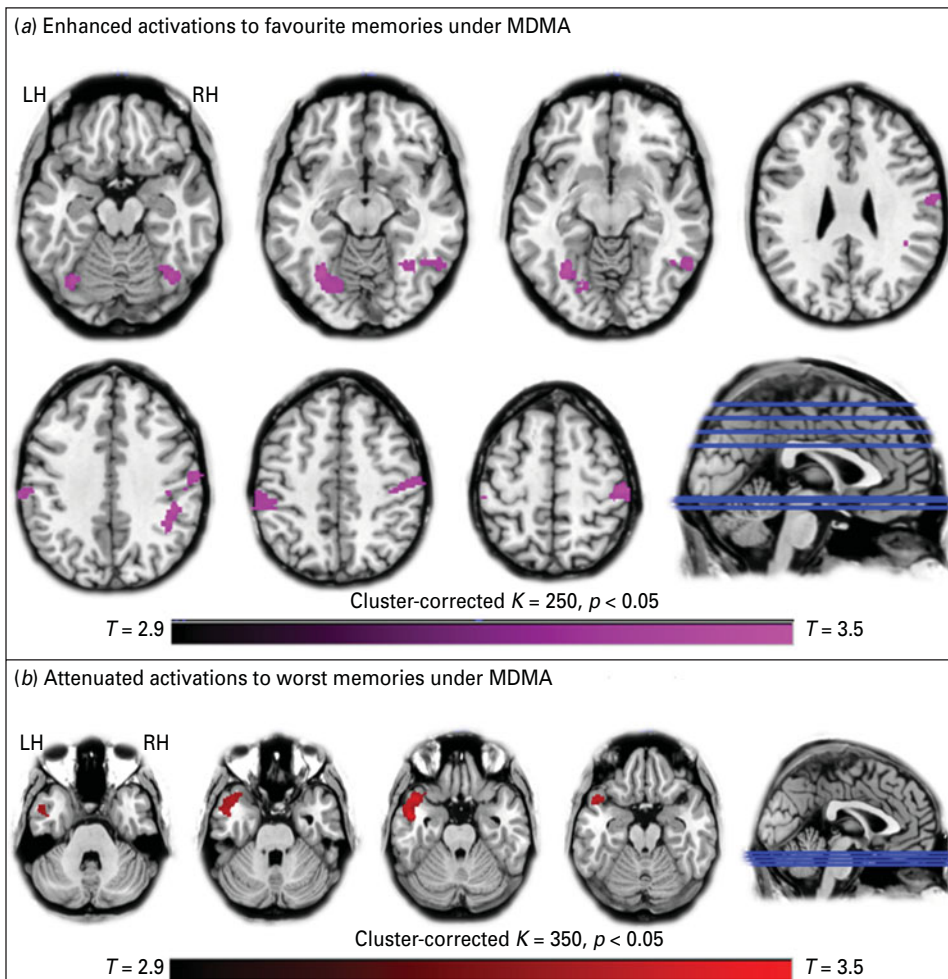 (a) Enhanced activations to favourite memories under MDMA
LH RH
Cluster-corrected K = 250, p < 0.05
T = 2.9 T = 3.5
(b) Attenuated activations to worst memories under MDMA
LH RH
Cluster-corrected K = 350, p < 0.05
T = 2.9 T = 3.5